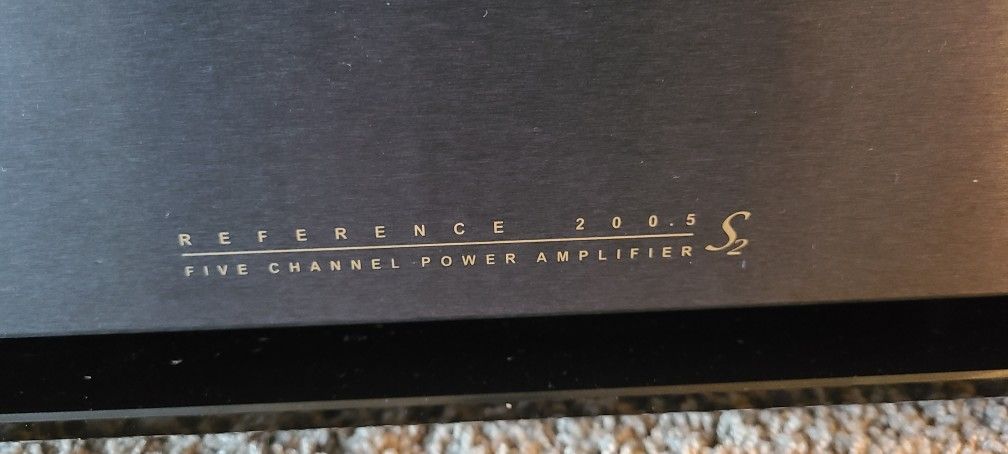 REFERENCE 200.5 S2
FIVE CHANNEL POWER AMPLIFIER